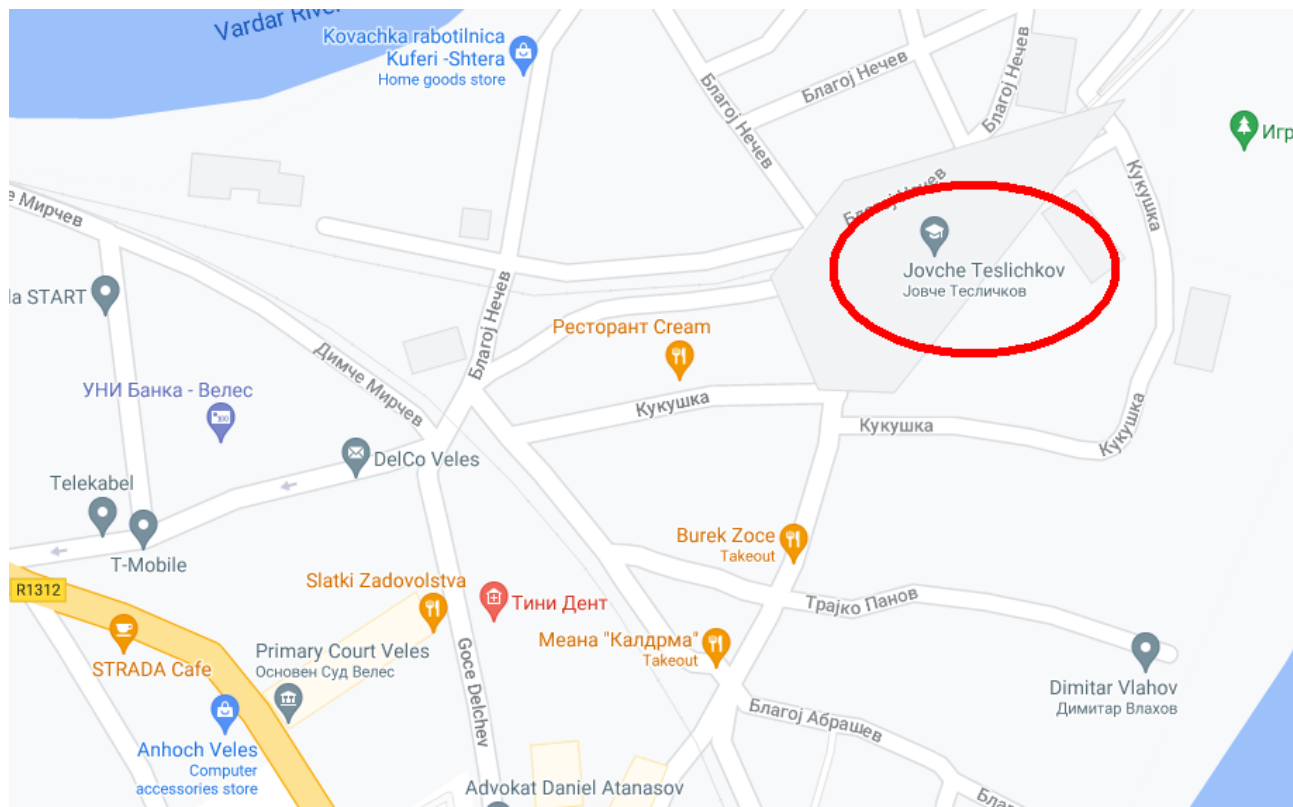 Vardar River
Kovachka rabotilnica
Kuferi -Shtera
Home goods store
Благој Нечев
Благој Нечев
Благој Нечев
Игр
Кукушка
Благој Нечев
е Мирчев
Jovche Teslichkov
Јовче Тесличков
la START
Благој Нечев
Ресторант Cream
Димче Мирчев
УНИ Банка - Велес
Кукушка
Кукушка
Кукушка
DelCo Veles
Telekabel
T-Mobile
Burek Zoce
Takeout
R1312
Slatki Zadovolstva
Тини Дент
Трајко Панов
Меана "Калдрма"
Takeout
STRADA Cafe
Primary Court Veles
Основен Суд Велес
Goce Delchev
Dimitar Vlahov
Димитар Влахов
Благој Абрашев
Anhoch Veles
Computer
accessories store
Advokat Daniel Atanasov
Благ